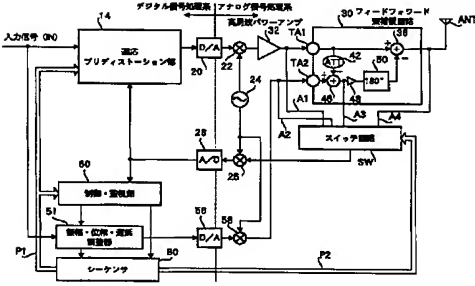 デジタル信号処理系 アナログ信号処理系
高周波パワーアンプ
30 フィードフォワード
歪補償回路
入力信号(IN)
14
適応
プリディストーション部
D/A
20
22
32
24
TA1
TA1
TA2
TA2
ATT
42
36
46
48
50
180°
ANT
A1
A2
A3
A4
スイッチ回路
SW
28
A/D
26
60
制御・監視部
51
振幅・位相・遅延
調整器
56
D/A
58
P1
シーケンサ
80
P2